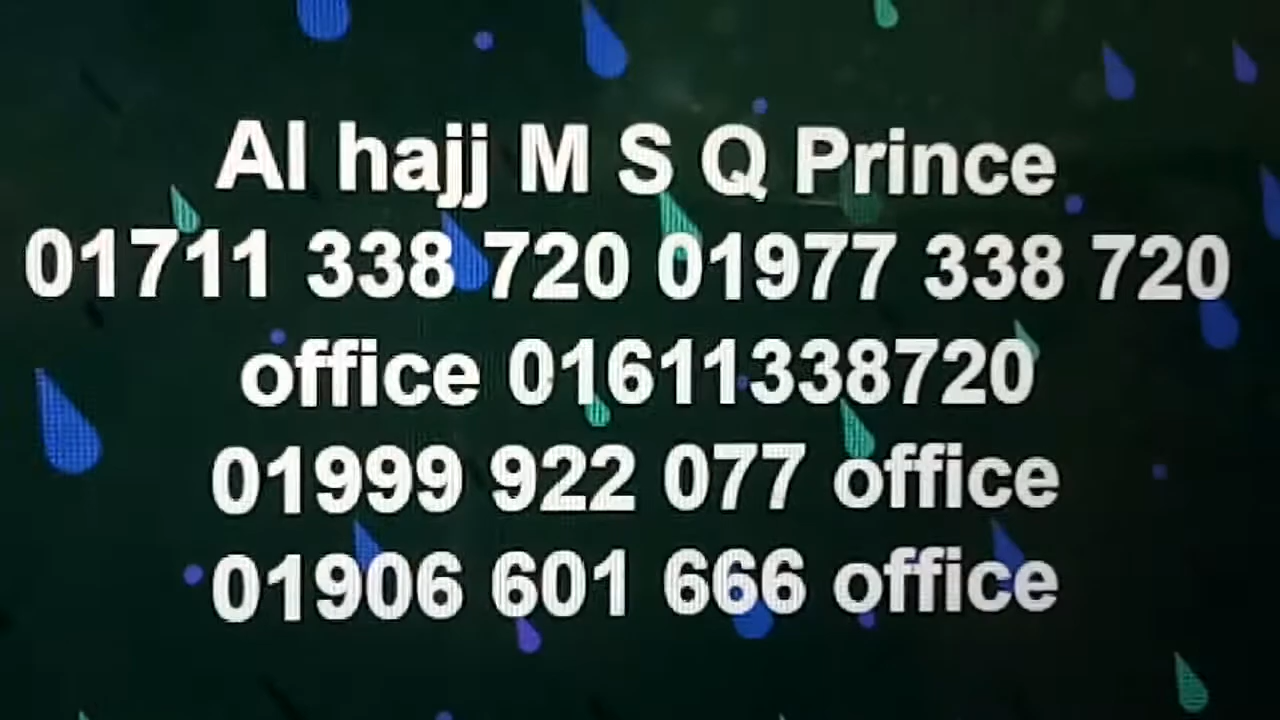 Al hajj M S Q Prince
01711 338 720 01977 338 720
office 01611338720
01999 922 077 office
01906 601 666 office